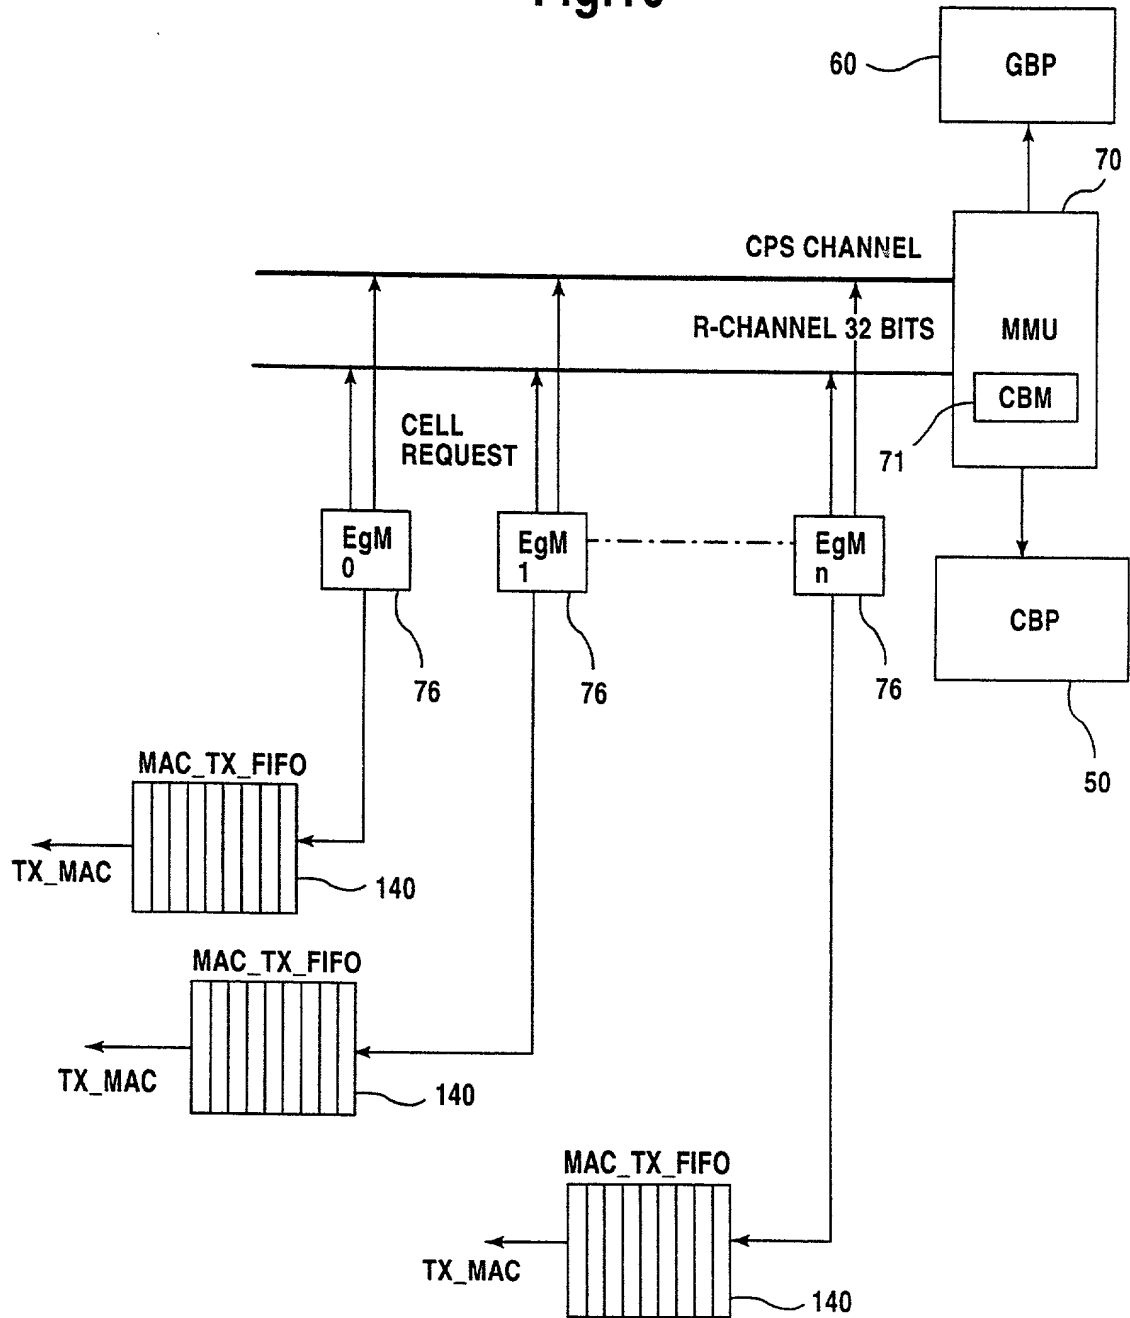 60
GBP
70
CPS CHANNEL
R-CHANNEL 32 BITS
MMU
CBM
71
CELL
REQUEST
EgM
0
EgM
1
EgM
n
CBP
76
76
76
50
MAC_TX_FIFO
TX_MAC
140
MAC_TX_FIFO
TX_MAC
140
MAC_TX_FIFO
TX_MAC
140